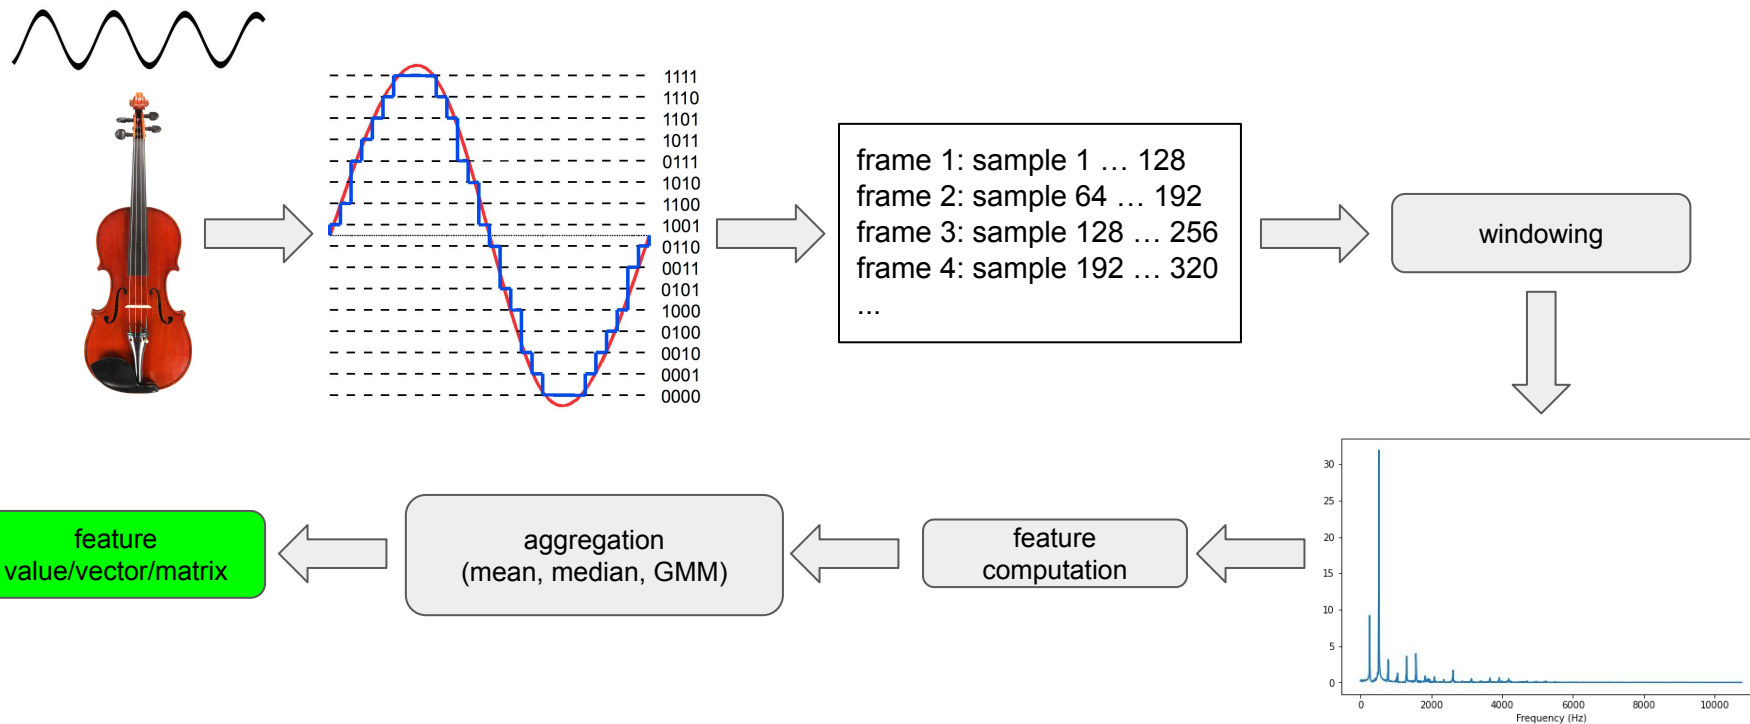 1111
1110
1101
1011
0111
1010
1100
1001
0110
0011
0101
1000
0100
0010
0001
0000
frame 1: sample 1 … 128
frame 2: sample 64 … 192
frame 3: sample 128 … 256
frame 4: sample 192 … 320
...
windowing
30
25
20
15
10
5
0
0 2000 4000 6000 8000 10000
Frequency (Hz)
feature
computation
aggregation
(mean, median, GMM)
feature
value/vector/matrix